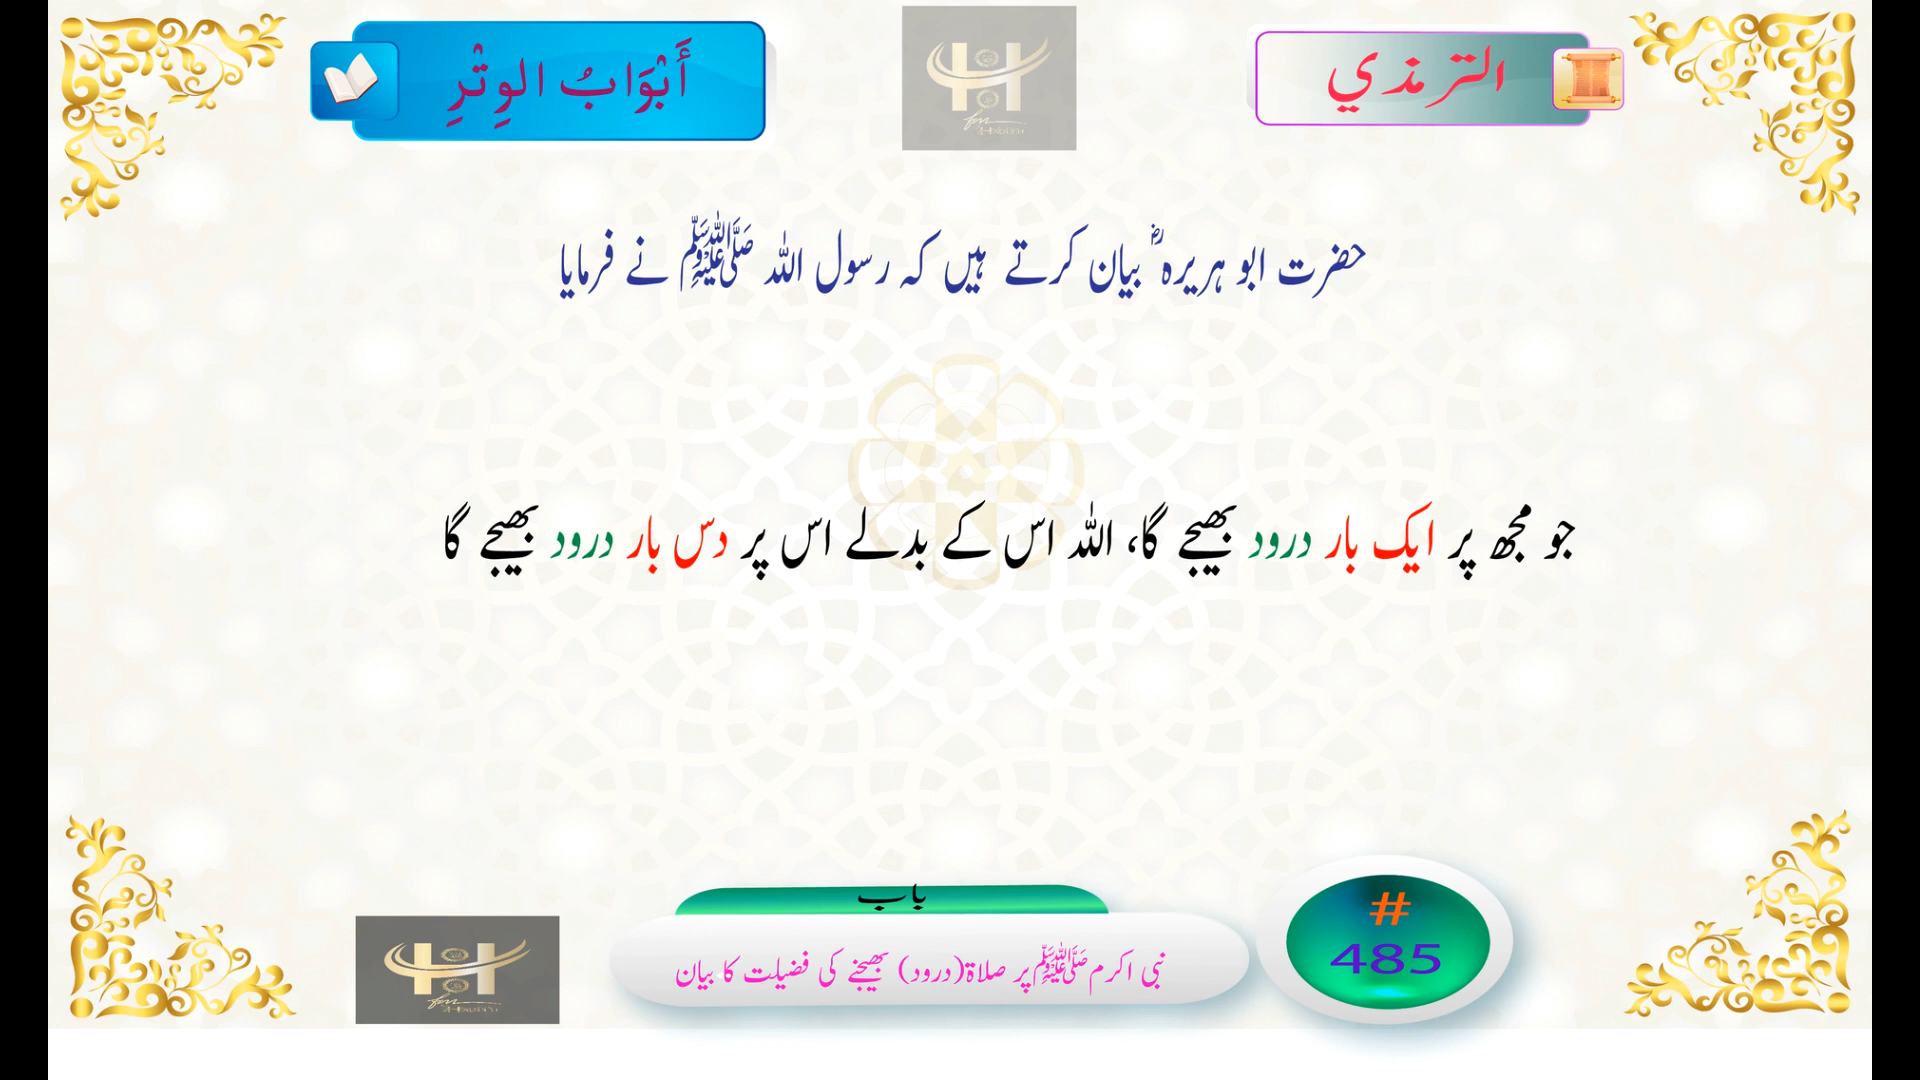 الترمذي
أَبْوَابُ الوِتْرِ
حضرت ابو ہریرہؓ بیان کرتے ہیں کہ رسول اللہ ﷺ نے فرمایا
جو مجھ پر ایک بار درود بھیجے گا، اللہ اس کے بدلے اس پر دس بار درود بھیجے گا
باب
نبی اکرم ﷺ پر صلاۃ(درود) بھیجنے کی فضیلت کا بیان
#
485